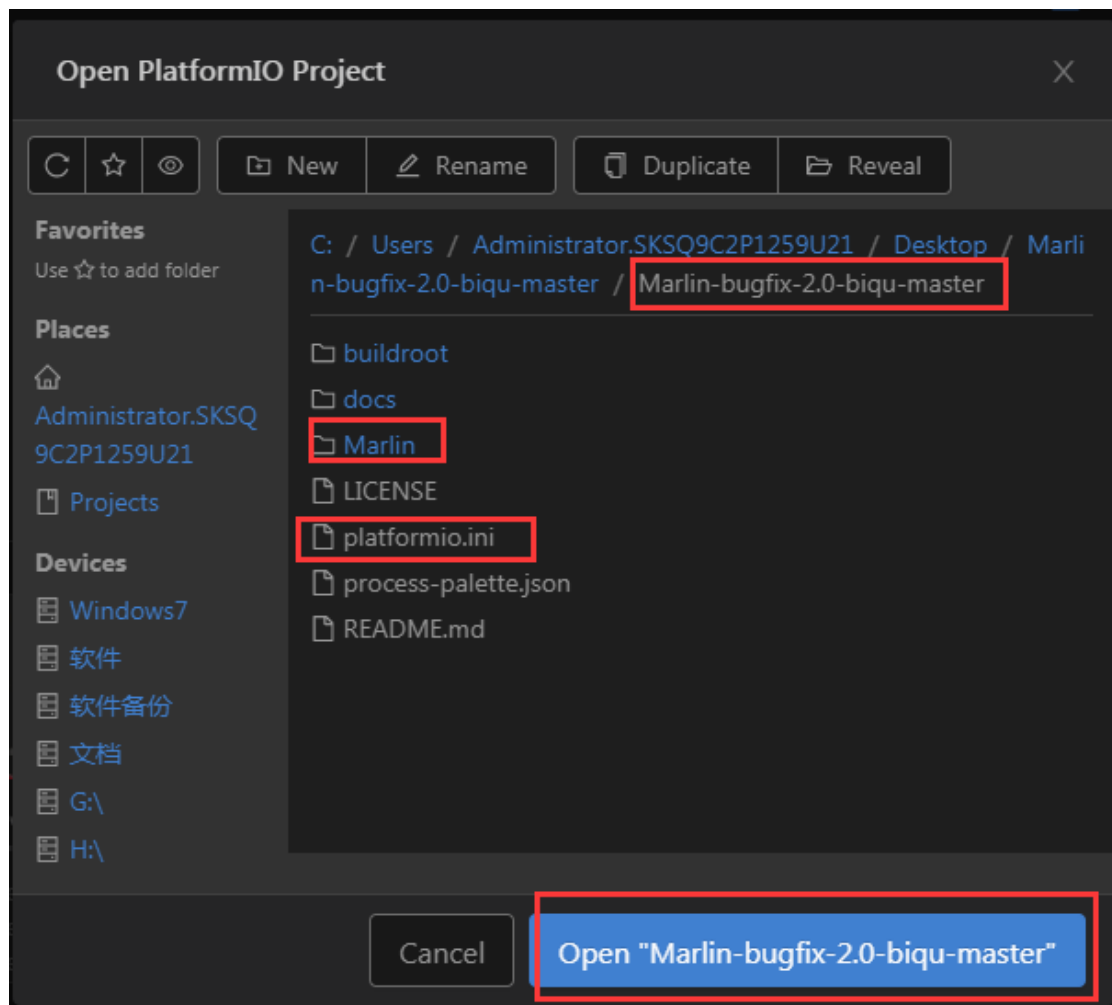 Open PlatformIO Project
New
Rename
Duplicate
Reveal
Favorites
Use ☆ to add folder
Places
Administrator.SKSQ
9C2P1259U21
Projects
Devices
Windows7
软件
软件备份
文档
G:\
H:\
C: / Users / Administrator.SKSQ9C2P1259U21 / Desktop / Marli
n-bugfix-2.0-biqu-master / Marlin-bugfix-2.0-biqu-master
buildroot
docs
Marlin
LICENSE
platformio.ini
process-palette.json
README.md
Cancel
Open "Marlin-bugfix-2.0-biqu-master"